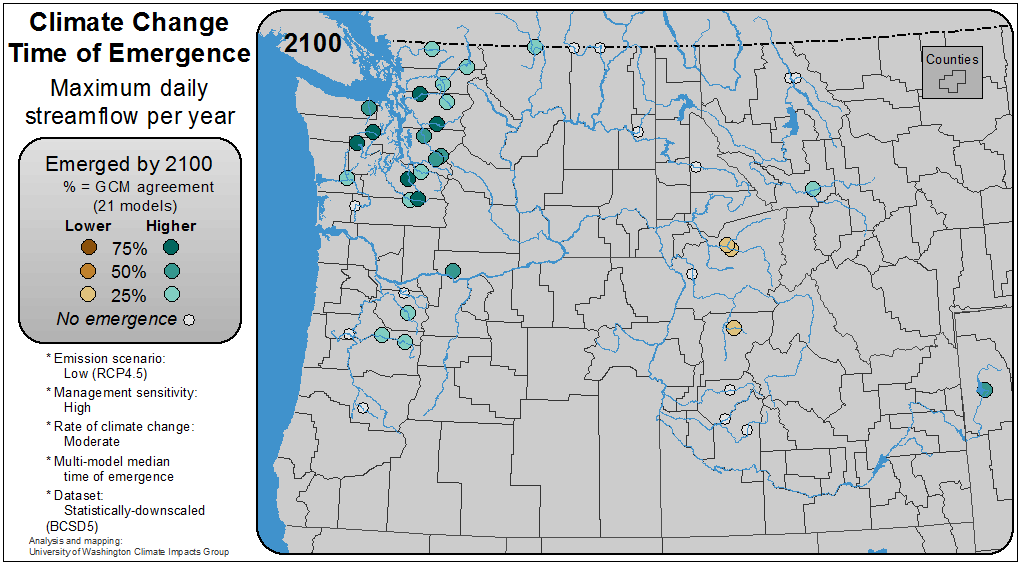 Climate Change
Time of Emergence
Maximum daily
streamflow per year
Emerged by 2100
% = GCM agreement
(21 models)
Lower Higher
75%
50%
25%
No emergence
* Emission scenario:
Low (RCP4.5)
* Management sensitivity:
High
* Rate of climate change:
Moderate
* Multi-model median
time of emergence
* Dataset:
Statistically-downscaled
(BCSD5)
Analysis and mapping:
University of Washington Climate Impacts Group
2100
Counties